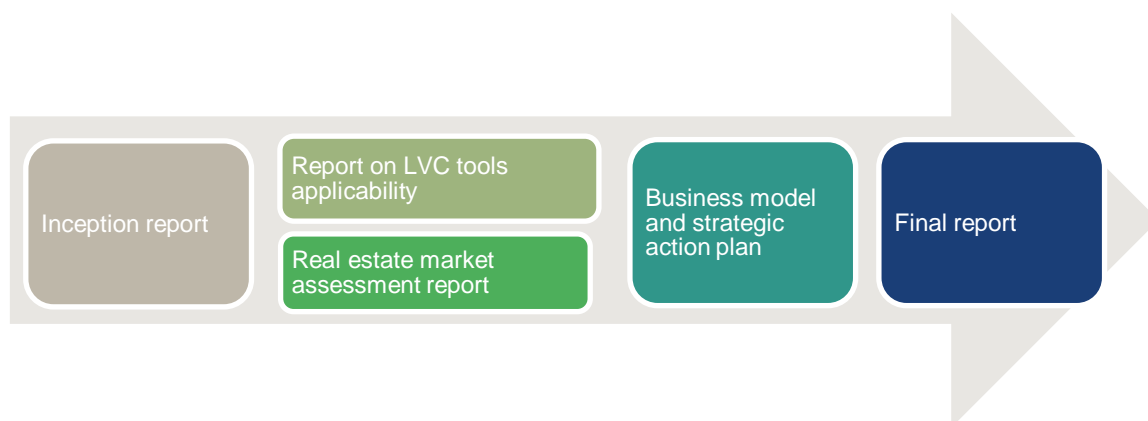 Inception report
Report on LVC tools
applicability
Real estate market
assessment report
Business model
and strategic
action plan
Final report